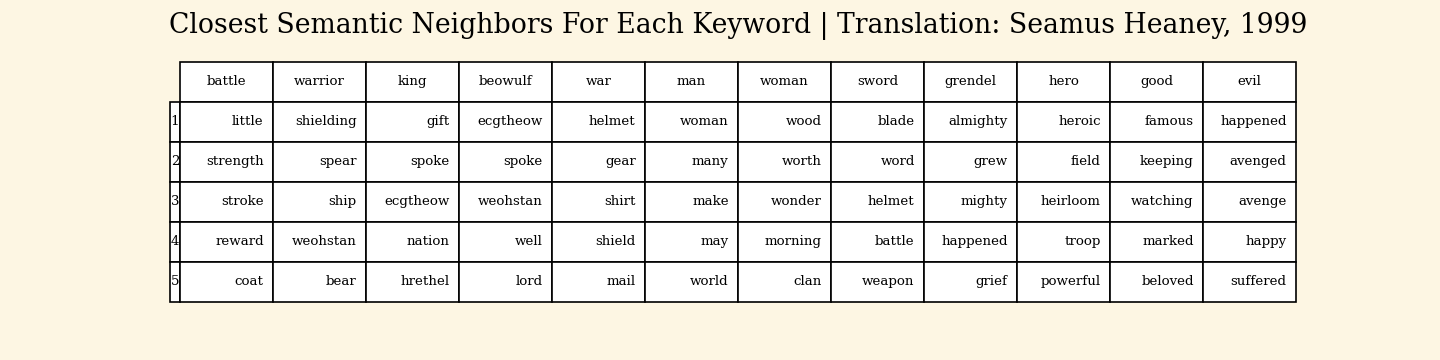 Closest Semantic Neighbors For Each Keyword | Translation: Seamus Heaney, 1999
battle warrior king beowulf war man woman sword grendel hero good evil
1 little shielding gift ecgtheow helmet woman wood blade almighty heroic famous happened
2 strength spear spoke spoke gear many worth word grew field keeping avenged
3 stroke ship ecgtheow weohstan shirt make wonder helmet mighty heirloom watching avenge
4 reward weohstan nation well shield may morning battle happened troop marked happy
5 coat bear hrethel lord mail world clan weapon grief powerful beloved suffered